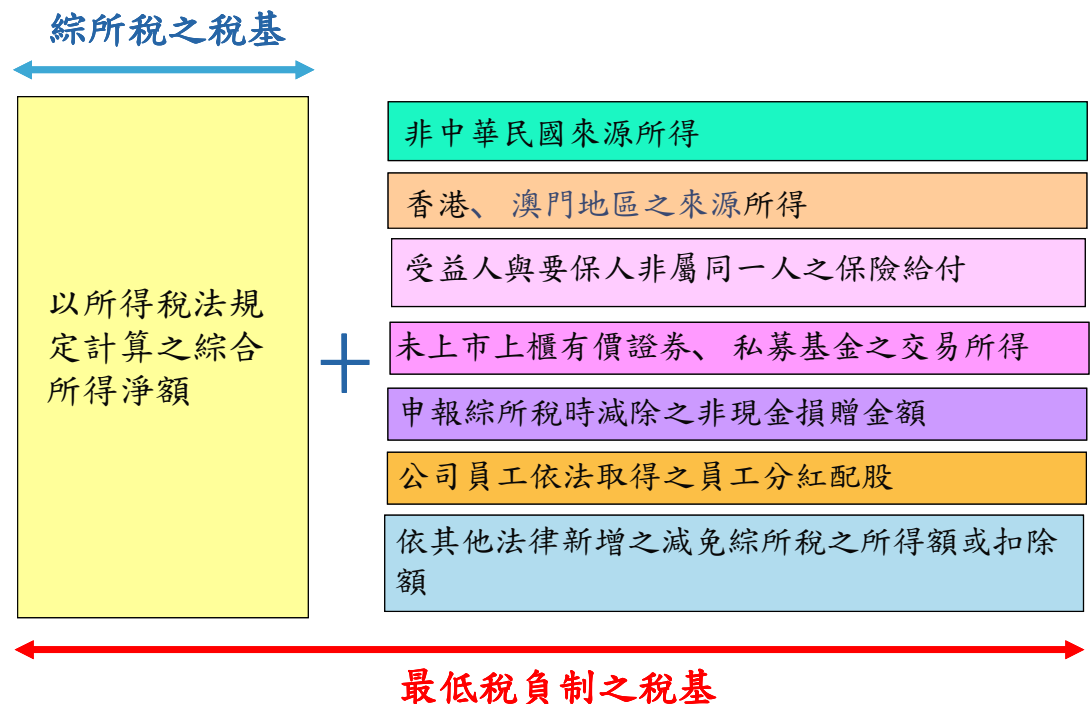 綜所稅之稅基
以所得稅法規
定計算之綜合
所得淨額
+
非中華民國來源所得
香港、澳門地區之來源所得
受益人與要保人非屬同一人之保險給付
未上市上櫃有價證券、私募基金之交易所得
申報綜所稅時減除之非現金損贈金額
公司員工依法取得之員工分紅配股
依其他法律新增之減免綜所稅之所得額或扣除
額
最低稅負制之稅基